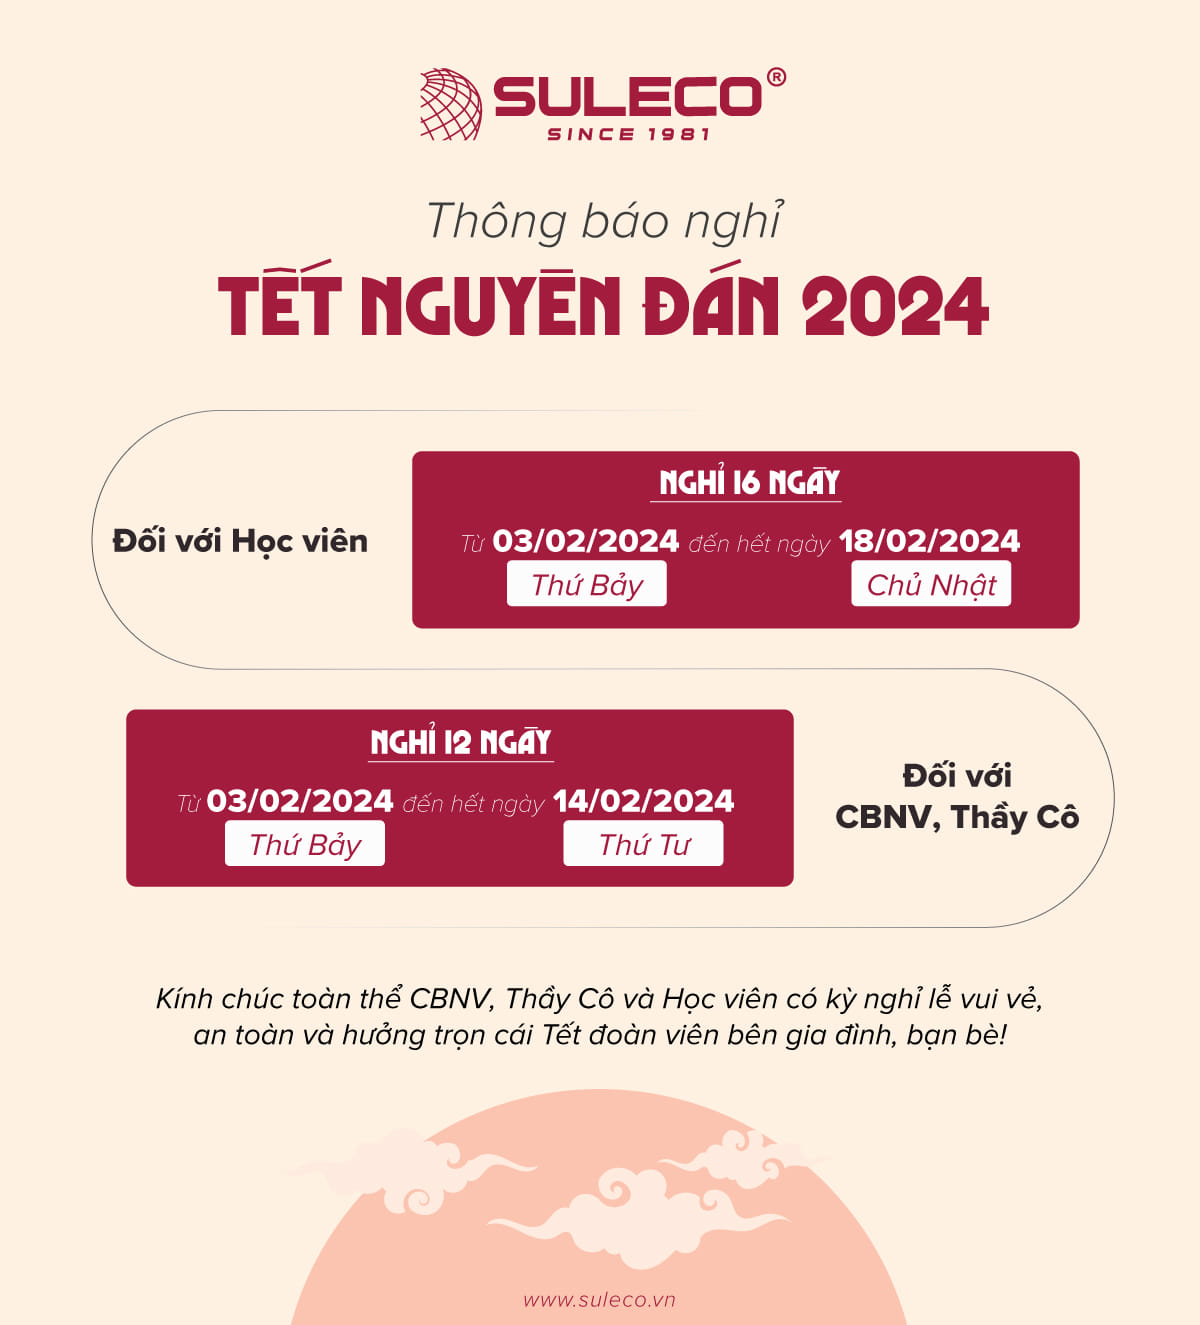 SULECO®
SINCE 1981
Thông báo nghỉ
TẾT NGUYÊN ĐÁN 2024
NGHỈ 16 NGÀY
Đối với Học viên
Từ 03/02/2024 đến hết ngày 18/02/2024
Thứ Bảy Chủ Nhật
NGHỈ 12 NGÀY
Từ 03/02/2024 đến hết ngày 14/02/2024
Thứ Bảy Thứ Tư
Đối với
CBNV, Thầy Cô
Kính chúc toàn thể CBNV, Thầy Cô và Học viên có kỳ nghỉ lễ vui vẻ,
an toàn và hưởng trọn cái Tết đoàn viên bên gia đình, bạn bè!
www.suleco.vn